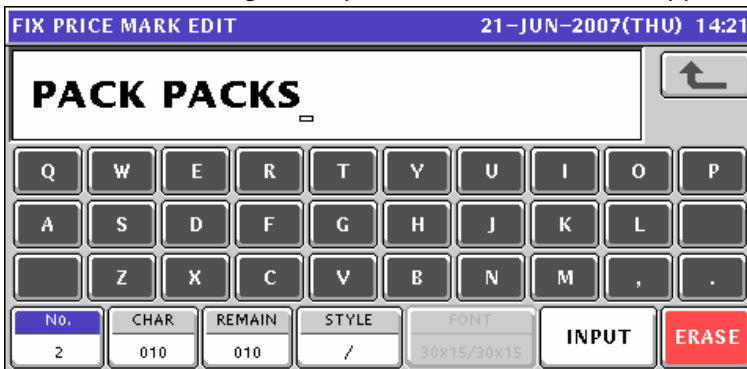 FIX PRICE MARK EDIT 21-JUN-2007(THU) 14:21
PACK PACKS
Q W E R T Y U I O P
A S D F G H J K L
Z X C V B N M , .
No. CHAR REMAIN STYLE FONT INPUT ERASE
2 010 010 / 30x15/30x15